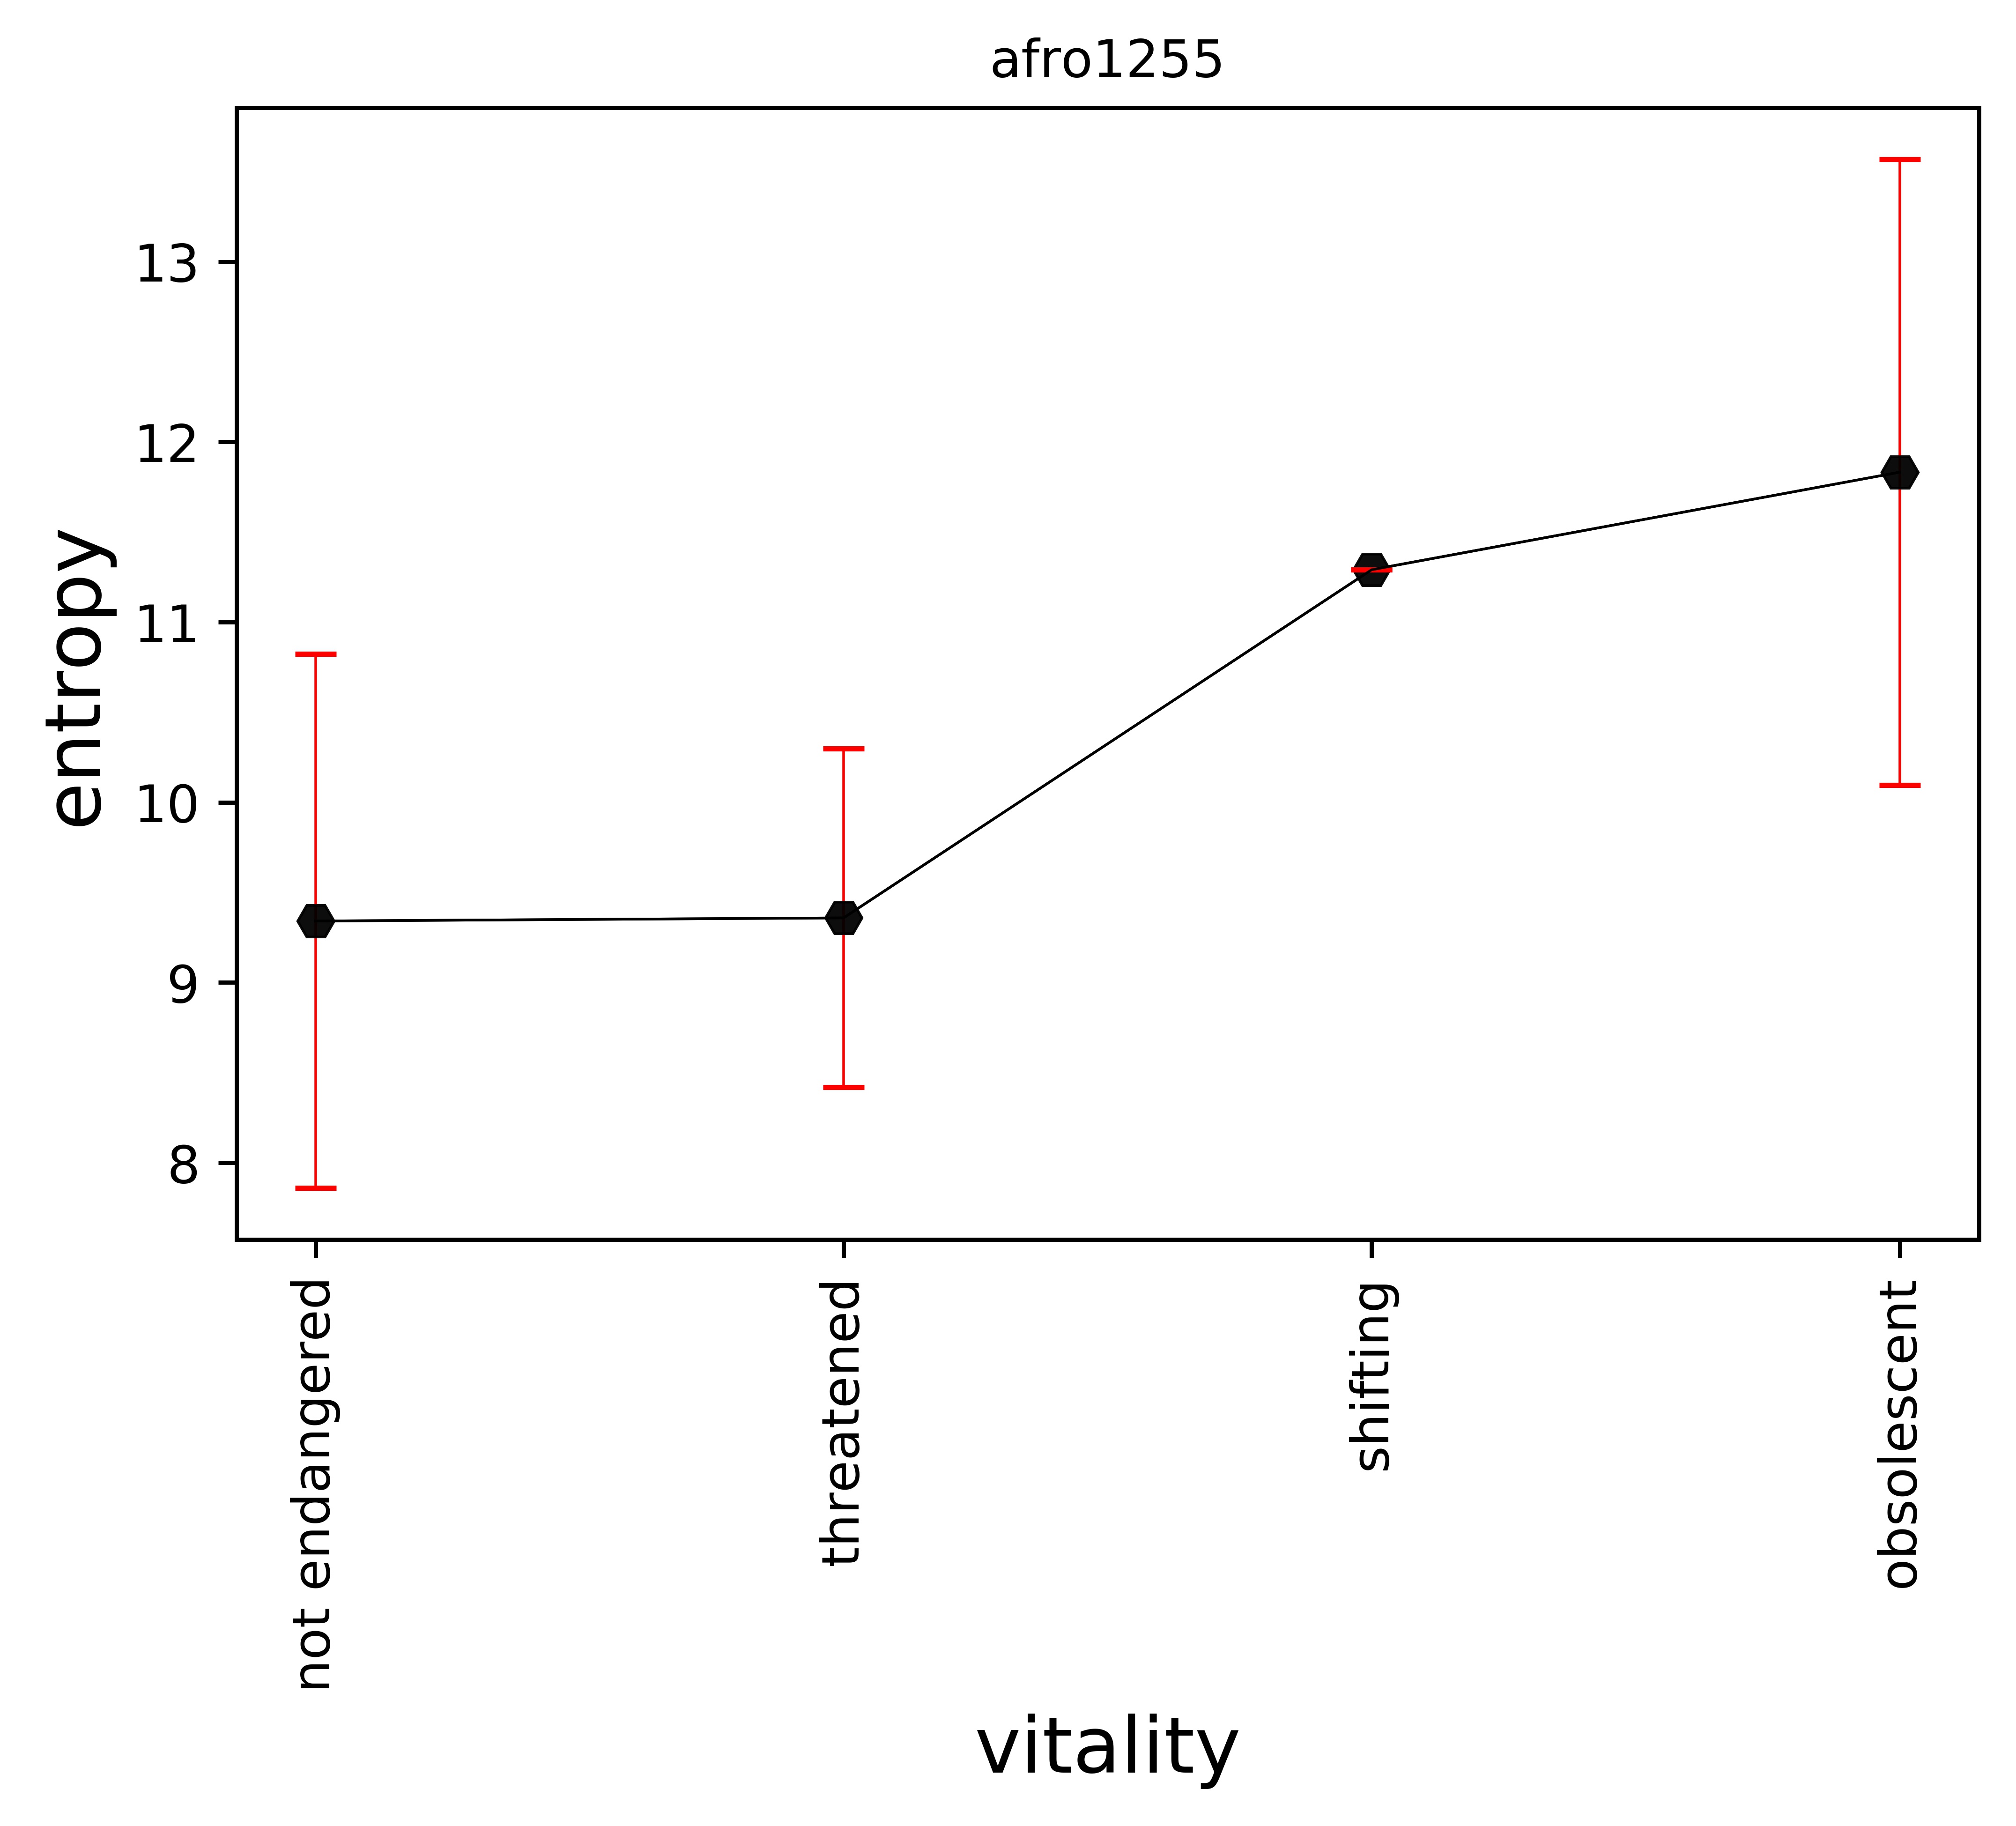 afro1255
entropy
13
12
11
10
9
8
not endangered
threatened
shifting
obsolescent
vitality